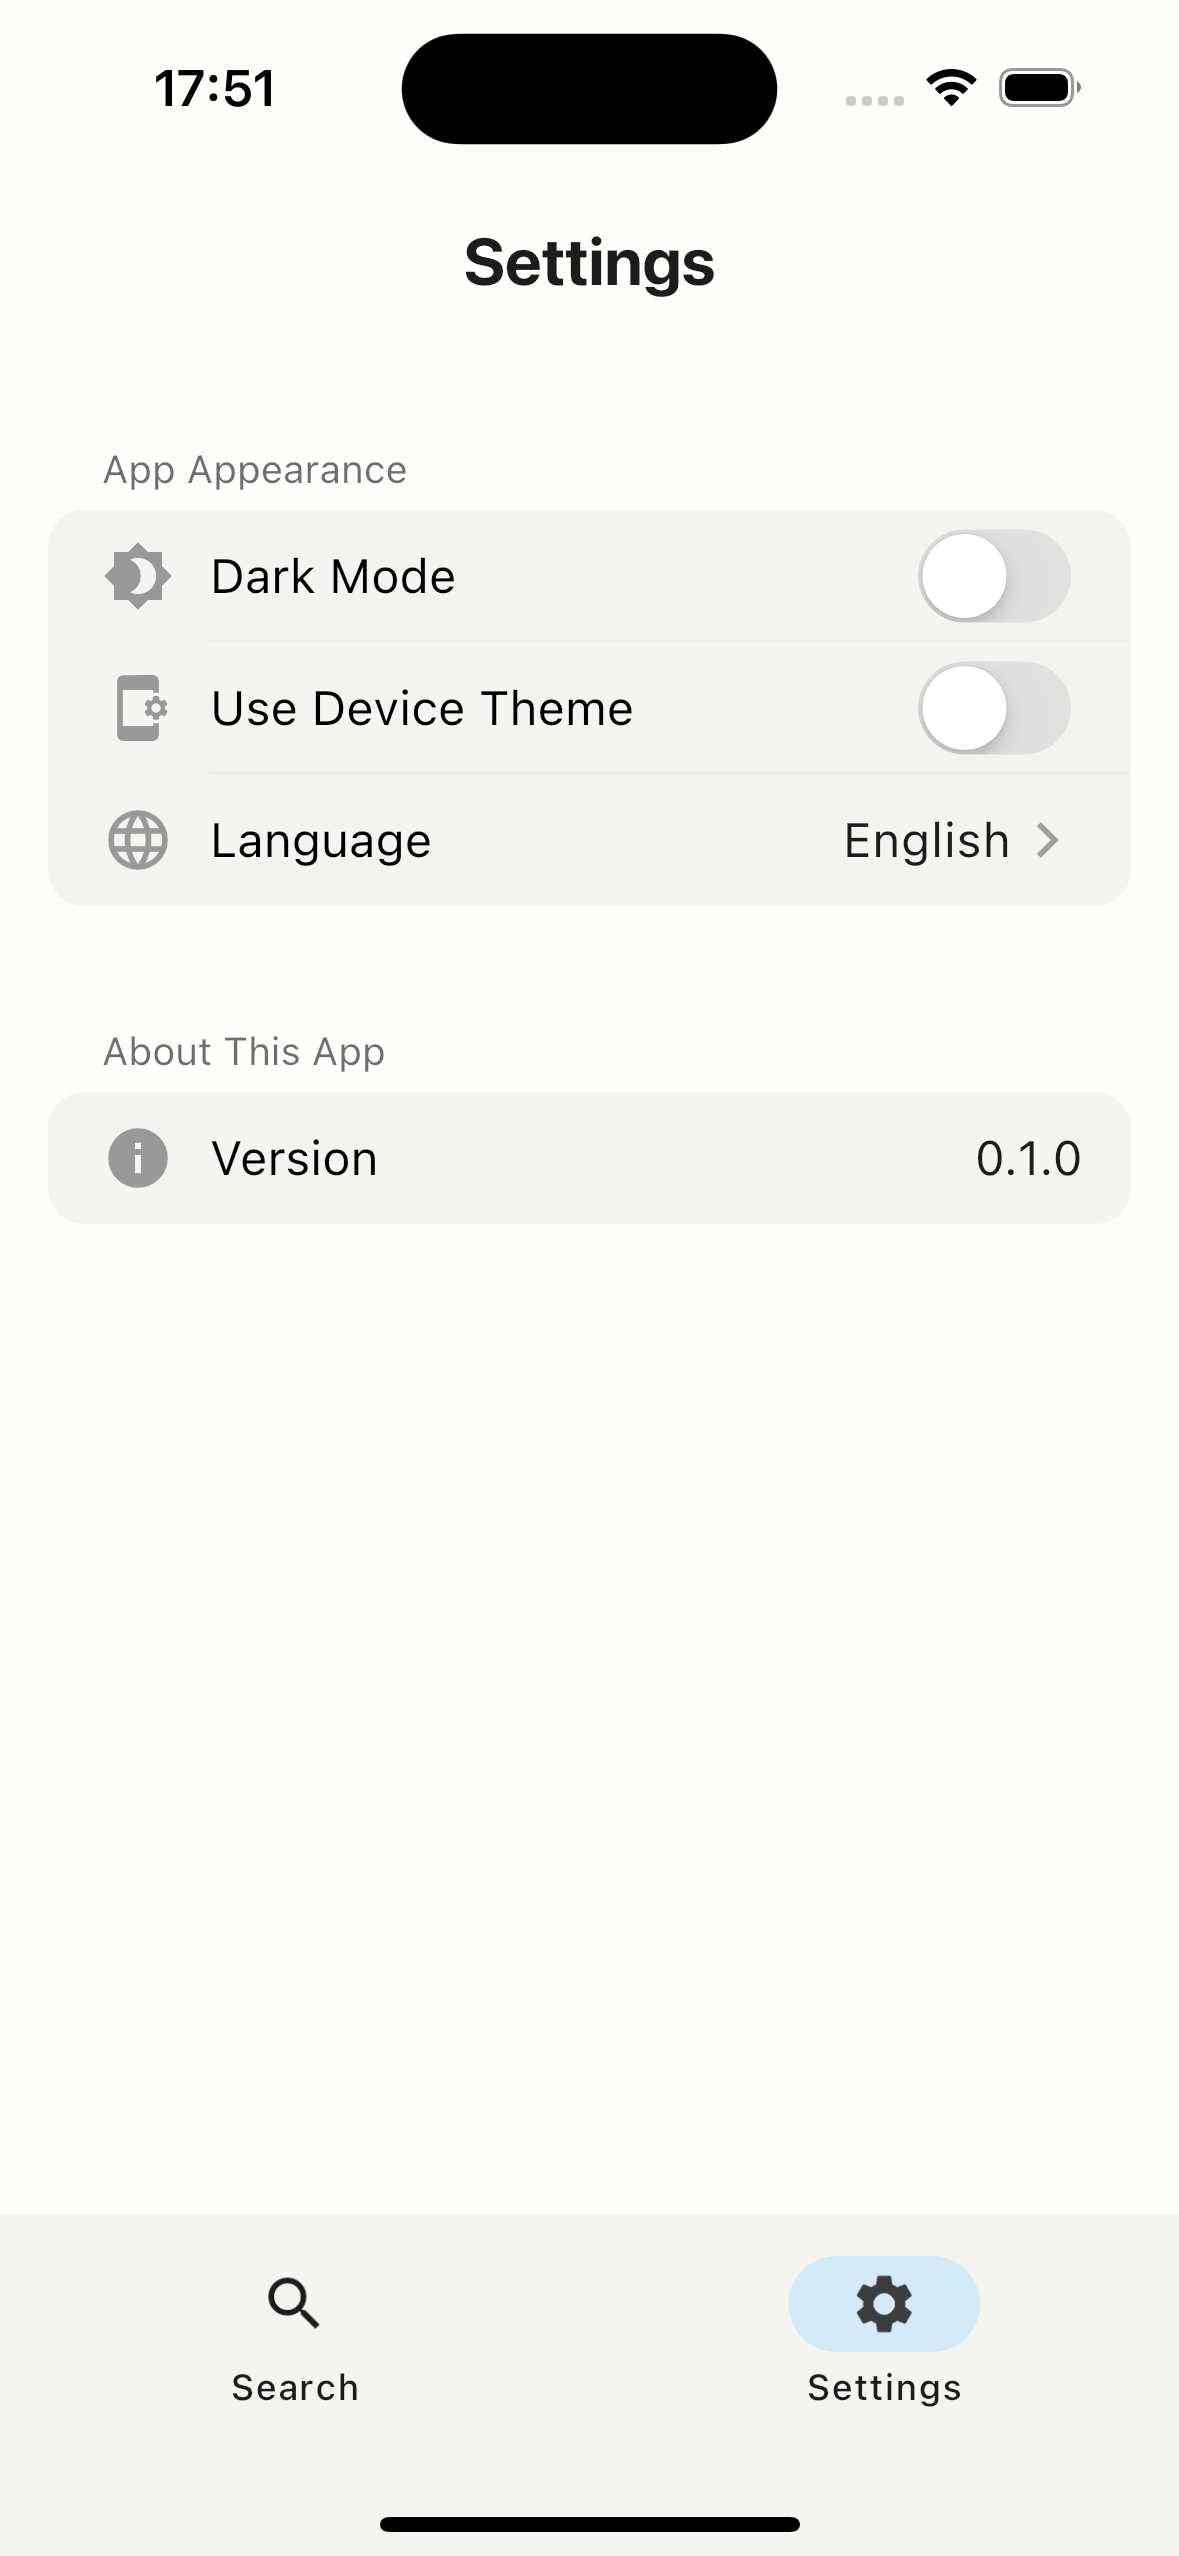 17:51
Settings
App Appearance
Dark Mode
Use Device Theme
Language English
About This App
Version 0.1.0
Search Settings